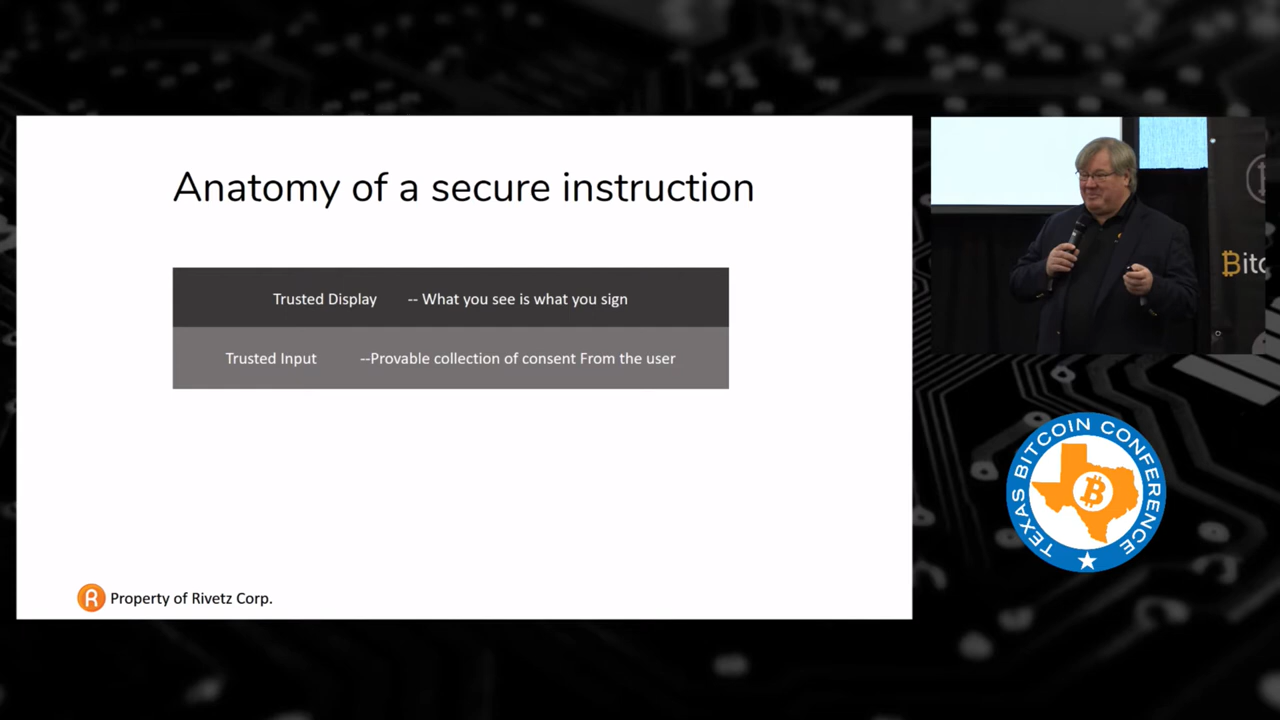 Anatomy of a secure instruction
Trusted Display -- What you see is what you sign
Trusted Input --Provable collection of consent From the user
R Property of Rivetz Corp.
TEXAS BITCOIN CONFERENCE